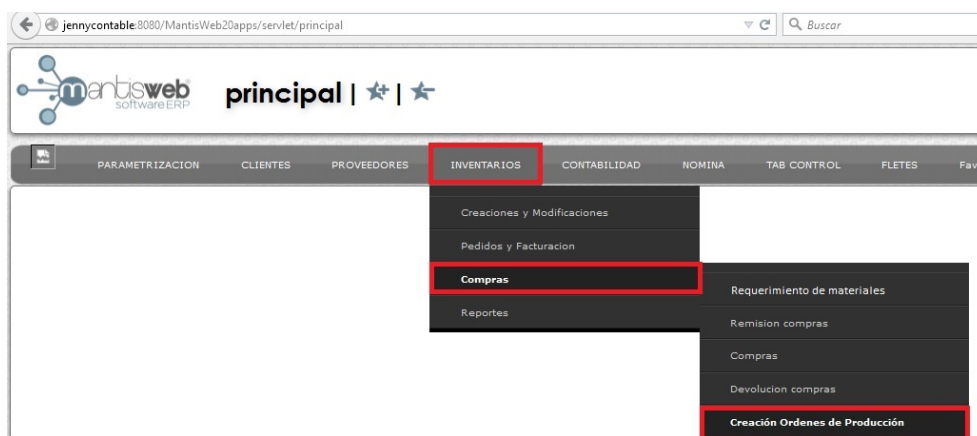 jennycontable:8080/MantisWeb20apps/servlet/principal
Buscar
mantisweb
software ERP
principal | |
PARAMETRIZACION CLIENTES PROVEEDORES INVENTARIOS CONTABILIDAD NOMINA TAB CONTROL FLETES Fav
Creaciones y Modificaciones
Pedidos y Facturacion
Compras
Reportes
Requerimiento de materiales
Remision compras
Compras
Devolucion compras
Creación Ordenes de Producción